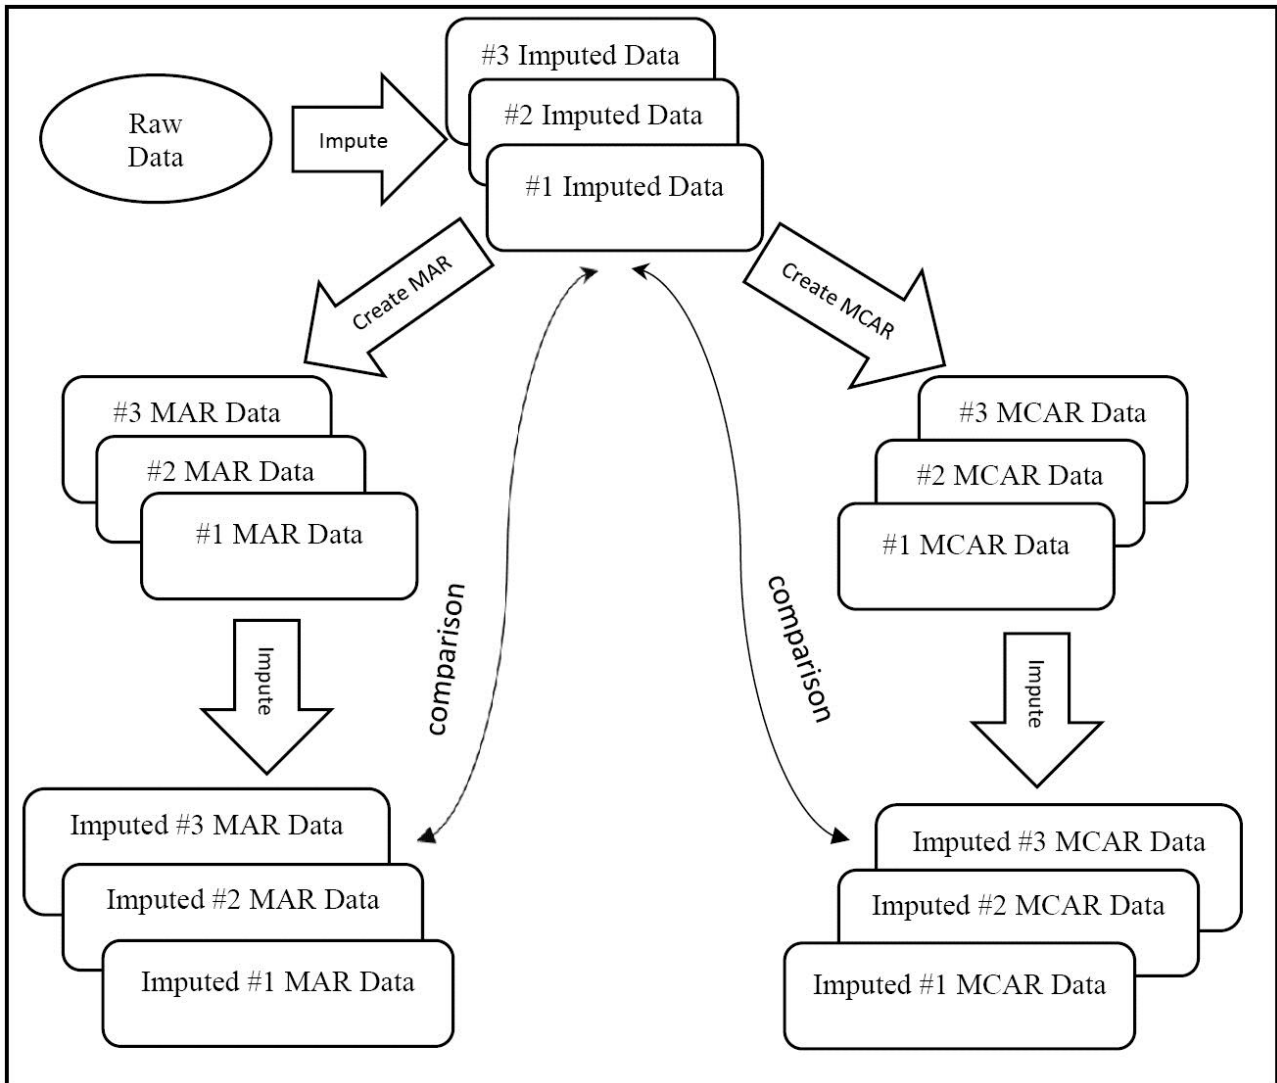 Raw
Data
Impute
#3 Imputed Data
#2 Imputed Data
#1 Imputed Data
Create MAR
Create MCAR
#3 MAR Data
#2 MAR Data
#1 MAR Data
#3 MCAR Data
#2 MCAR Data
#1 MCAR Data
comparison
comparison
Impute
Impute
Imputed #3 MAR Data
Imputed #2 MAR Data
Imputed #1 MAR Data
Imputed #3 MCAR Data
Imputed #2 MCAR Data
Imputed #1 MCAR Data